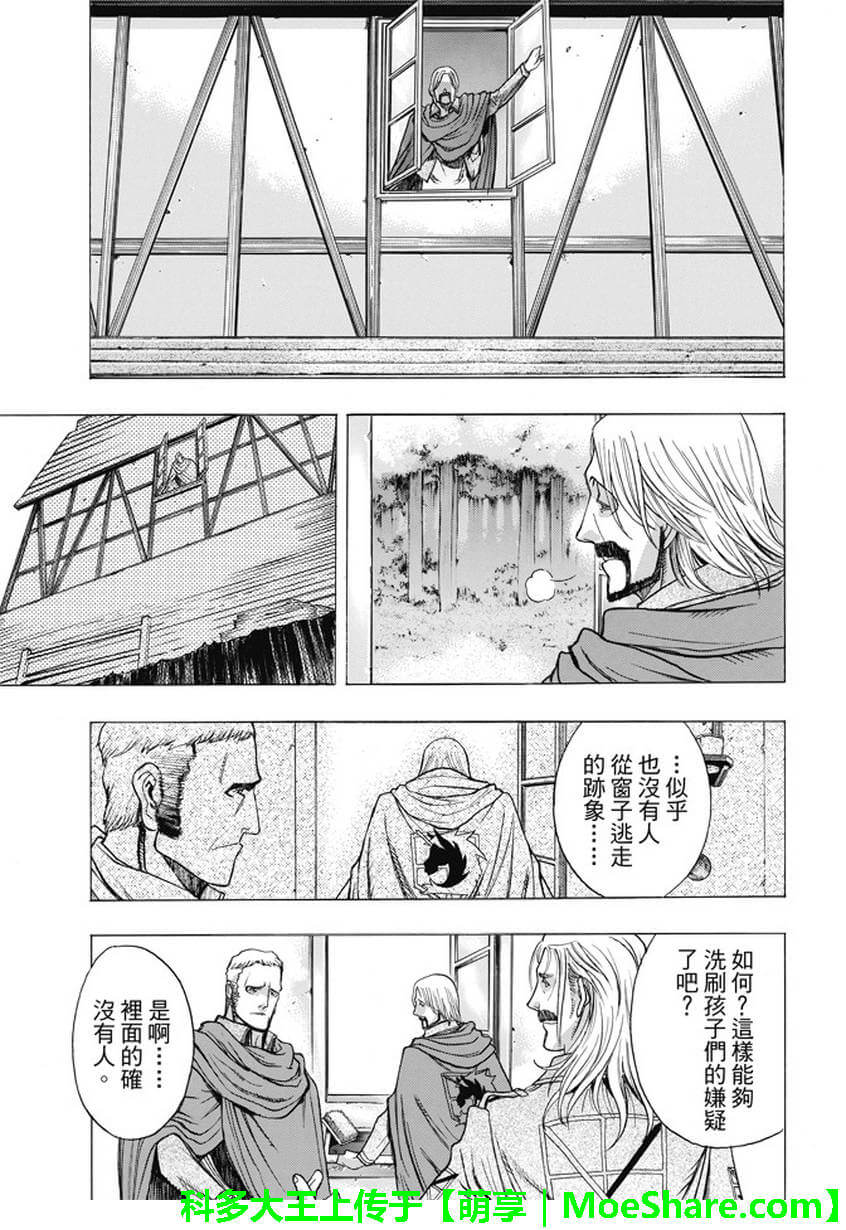 …似乎
也沒有人
從窗子逃走
的跡象……
如何？這樣能夠
洗刷孩子們的嫌疑
了吧？
是啊……
裡面的確
沒有人。
科多大王上传于【萌享｜MoeShare.com】